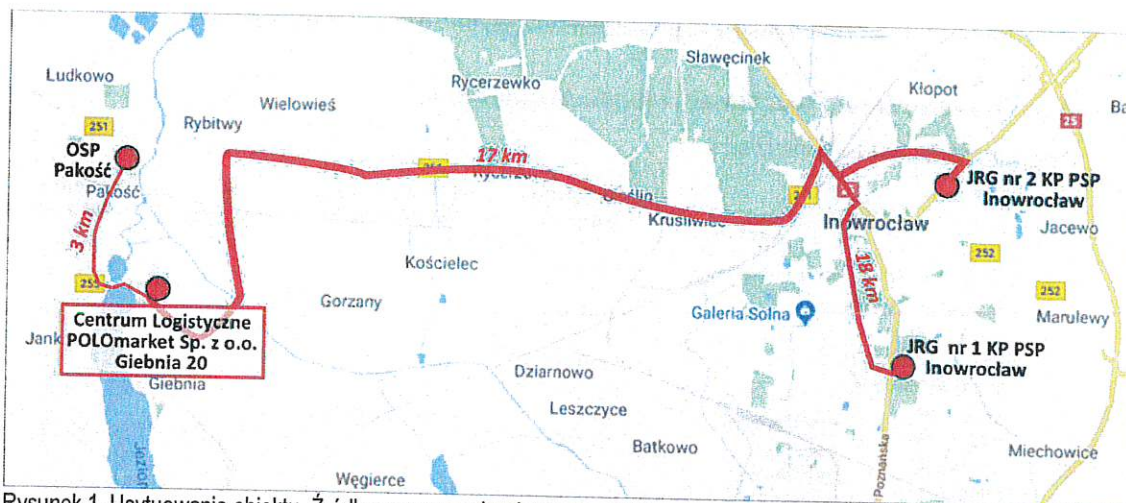 Sławęcinek
Ludkowo
Rycerzewko
Kłopot
Wielowieś
25
251
Rybitwy
OSP
Pakość
17 km
JRG nr 2 KP PSP
Inowrocław
Pakość
Krusliwiec
Inowrocław
Jacewo
3 km
252
255
Kościelec
18 km
252
Gorzany
Galeria Solna
Marulewy
Centrum Logistyczne
POLOmarket Sp. z o.o.
Giebnia 20
Giebnia
JRG nr 1 KP PSP
Inowrocław
Dziarnowo
Leszczyce
Batkowo
Miechowice
Węgierce
Poznańska